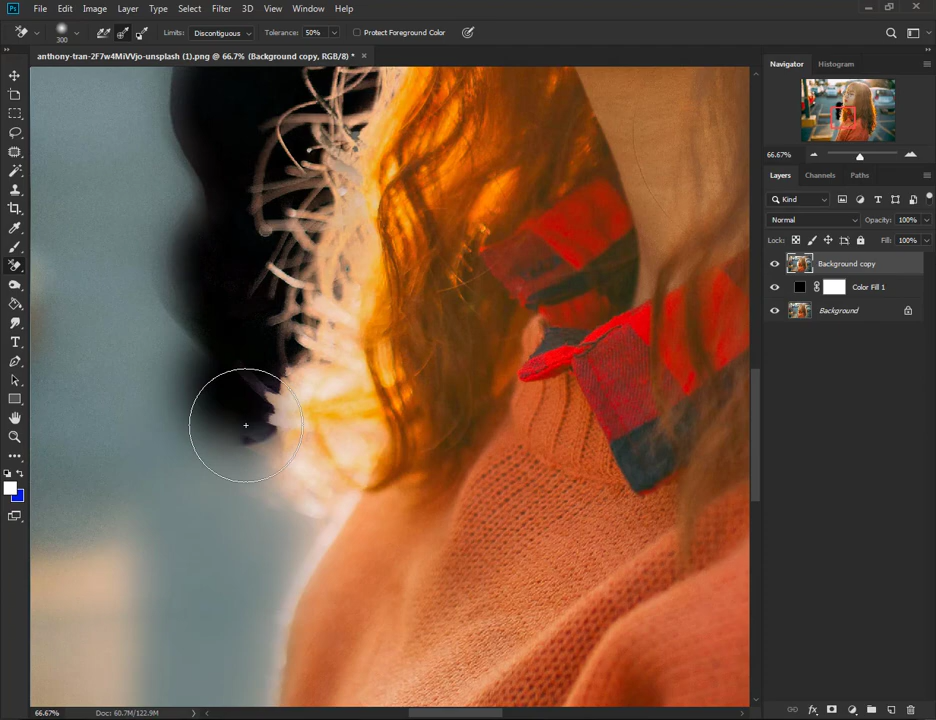 Ps File Edit Image Layer Type Select Filter 3D View Window Help
300 Limits: Discontiguous Tolerance: 50% Protect Foreground Color
anthony-tran-2F7w4MiVVjo-unsplash (1).png @ 66.7% (Background copy, RGB/8) *
Navigator Histogram
66.67%
Layers Channels Paths
Kind
Normal Opacity: 100%
Lock: Fill: 100%
Background copy
Color Fill 1
Background
66.67% Doc: 60.7M/122.9M
fx